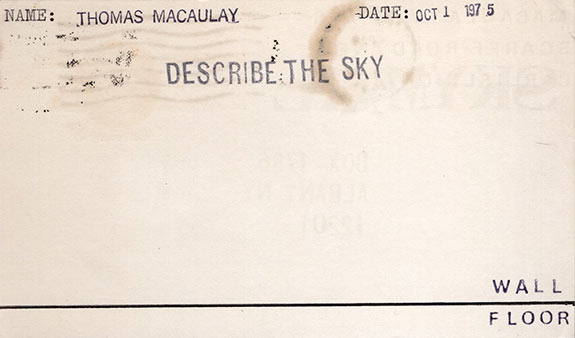 NAME: THOMAS MACAULAY DATE: OCT 1 1975
DESCRIBE THE SKY
WALL
FLOOR